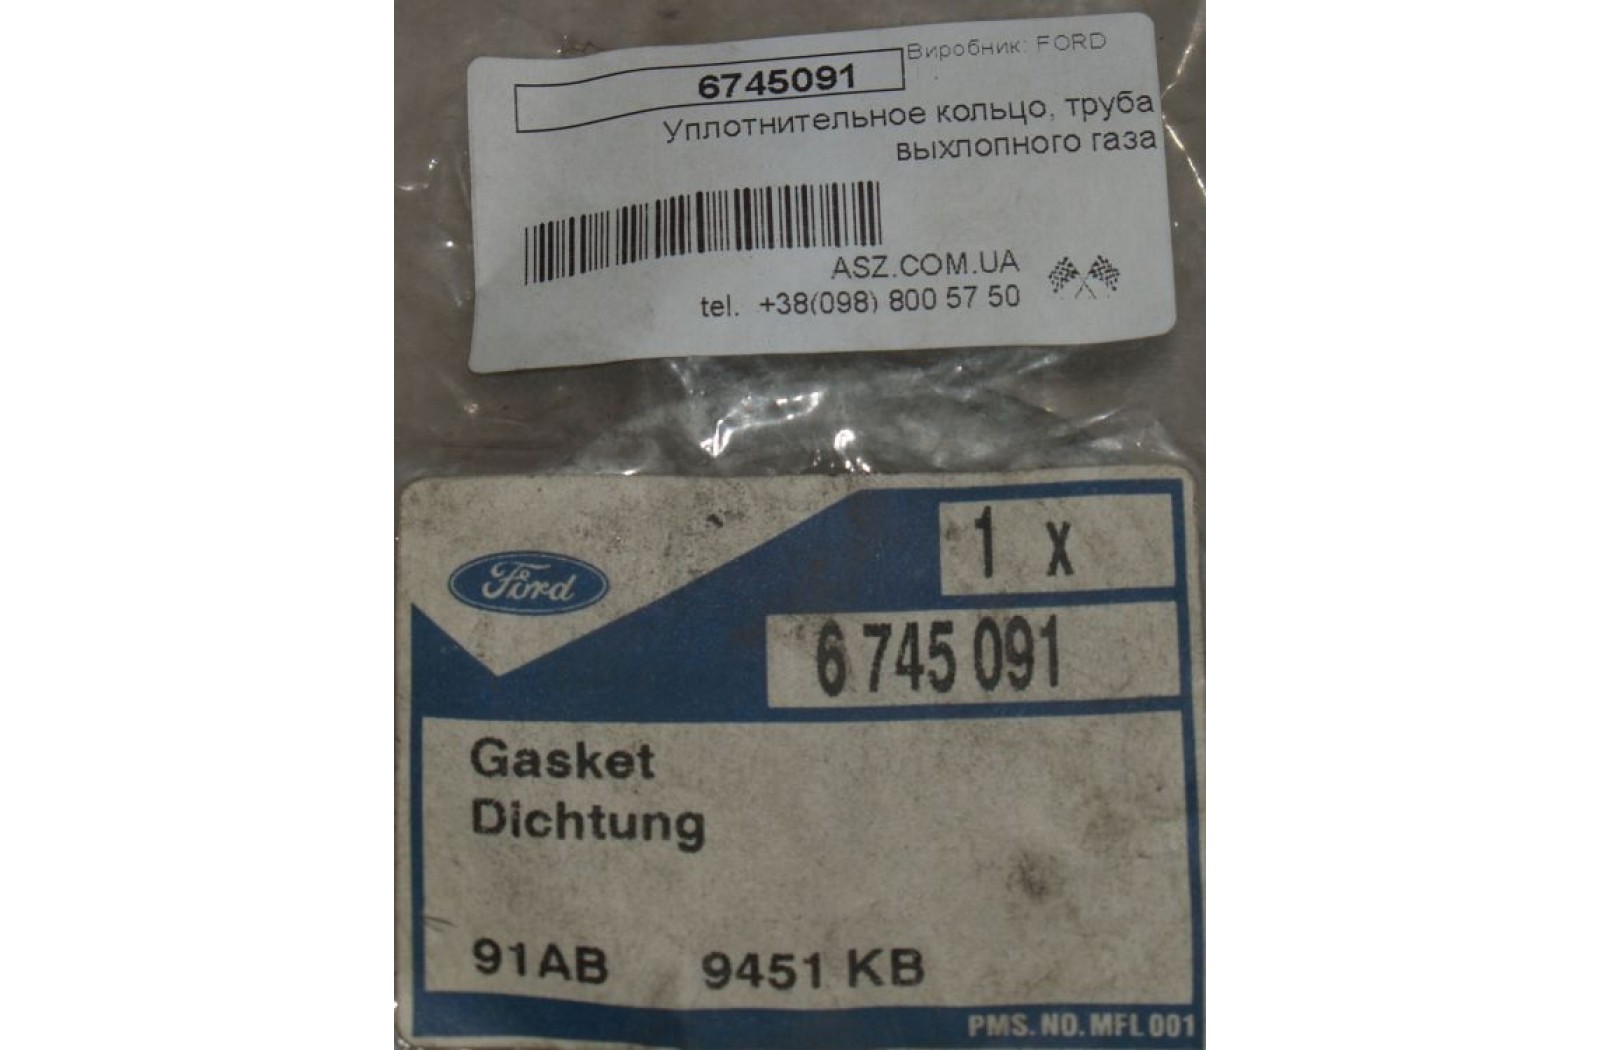 Виробник: FORD
6745091
Уплотнительное кольцо, труба
выхлопного газа
ASZ.COM.UA
tel. +38(098) 800 57 50
Ford
1 x
6 745 091
Gasket
Dichtung
91AB 9451 KB
PMS. NO. MFL 001